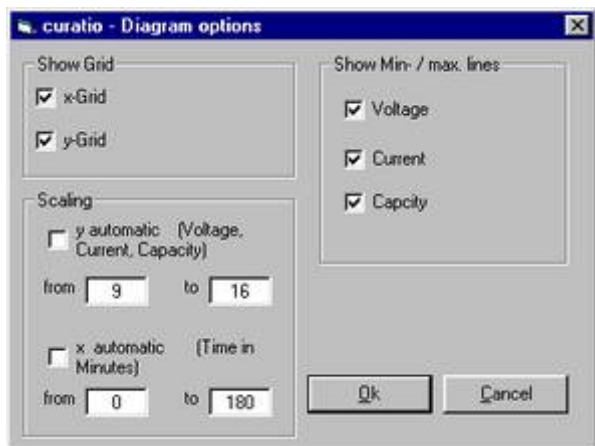 curatio - Diagram options
Show Grid
x-Grid
y-Grid
Show Min- / max. lines
Voltage
Current
Capcity
Scaling
y automatic (Voltage,
Current, Capacity)
from 9 to 16
x automatic (Time in
Minutes)
from 0 to 180
Ok Cancel